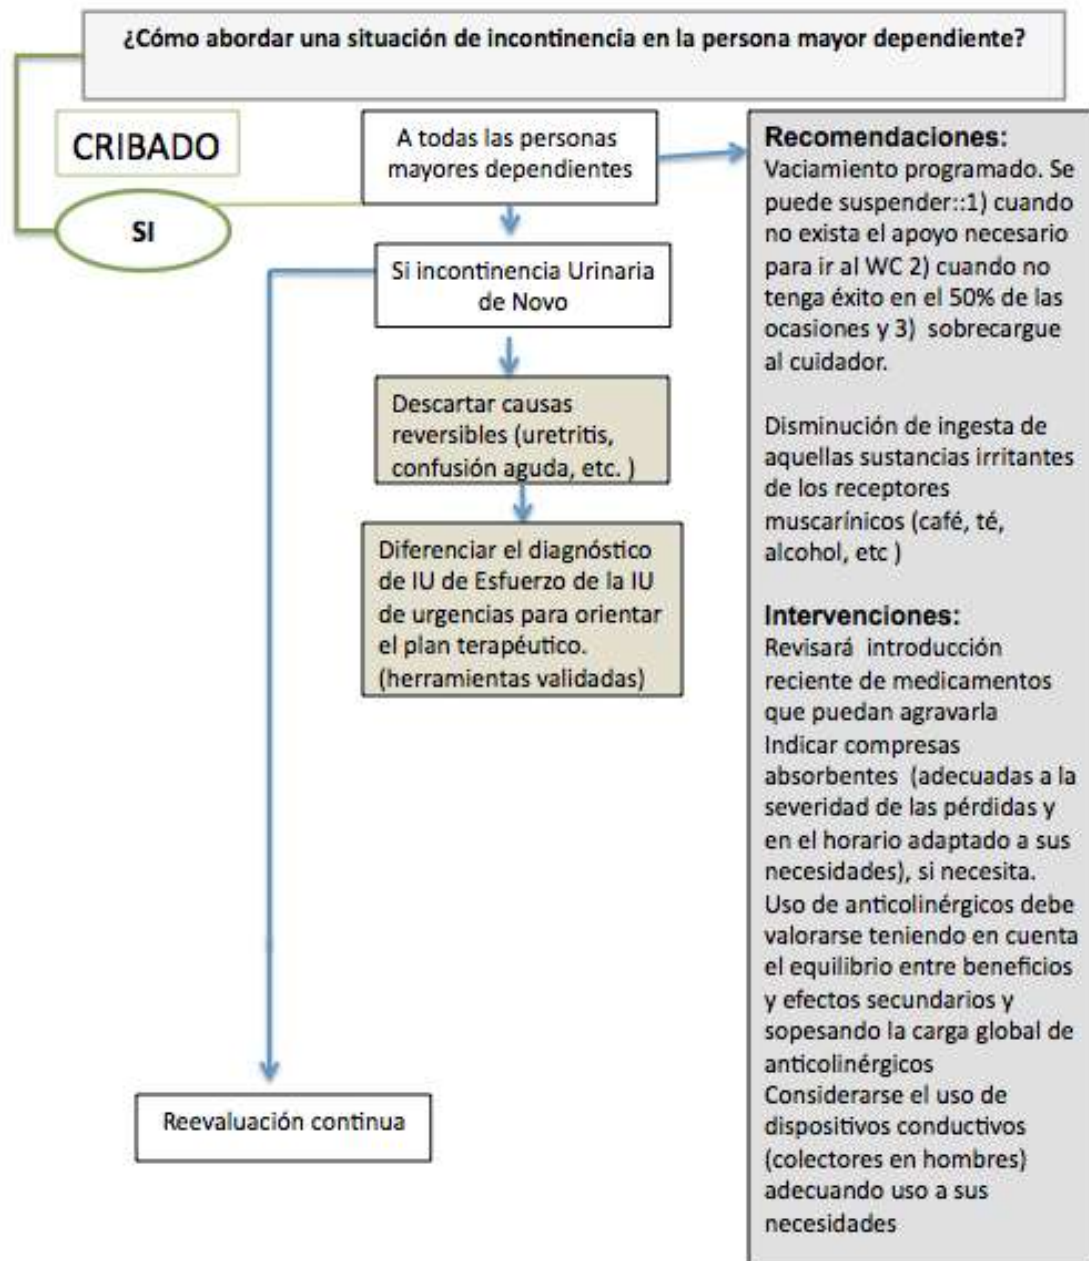 ¿Cómo abordar una situación de incontinencia en la persona mayor dependiente?
CRIBADO
SI
A todas las personas
mayores dependientes
Si incontinencia Urinaria
de Novo
Descartar causas
reversibles (uretritis,
confusión aguda, etc. )
Diferenciar el diagnóstico
de IU de Esfuerzo de la IU
de urgencias para orientar
el plan terapéutico.
(herramientas validadas)
Reevaluación continua
Recomendaciones:
Vaciamiento programado. Se
puede suspender::1) cuando
no exista el apoyo necesario
para ir al WC 2) cuando no
tenga éxito en el 50% de las
ocasiones y 3) sobrecargue
al cuidador.
Disminución de ingesta de
aquellas sustancias irritantes
de los receptores
muscarínicos (café, té,
alcohol, etc )
Intervenciones:
Revisará introducción
reciente de medicamentos
que puedan agravarla
Indicar compresas
absorbentes (adecuadas a la
severidad de las pérdidas y
en el horario adaptado a sus
necesidades), si necesita.
Uso de anticolinérgicos debe
valorarse teniendo en cuenta
el equilibrio entre beneficios
y efectos secundarios y
sopesando la carga global de
anticolinérgicos
Considerarse el uso de
dispositivos conductivos
(colectores en hombres)
adecuando uso a sus
necesidades